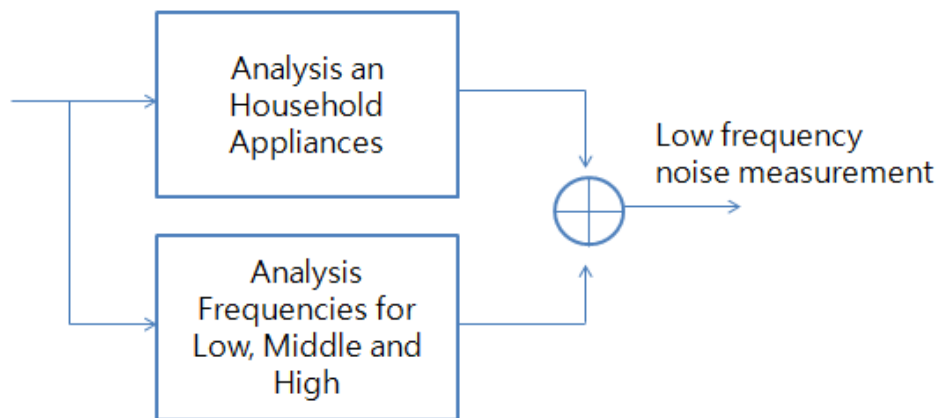 Analysis an
Household
Appliances
Low frequency
noise measurement
Analysis
Frequencies for
Low, Middle and
High